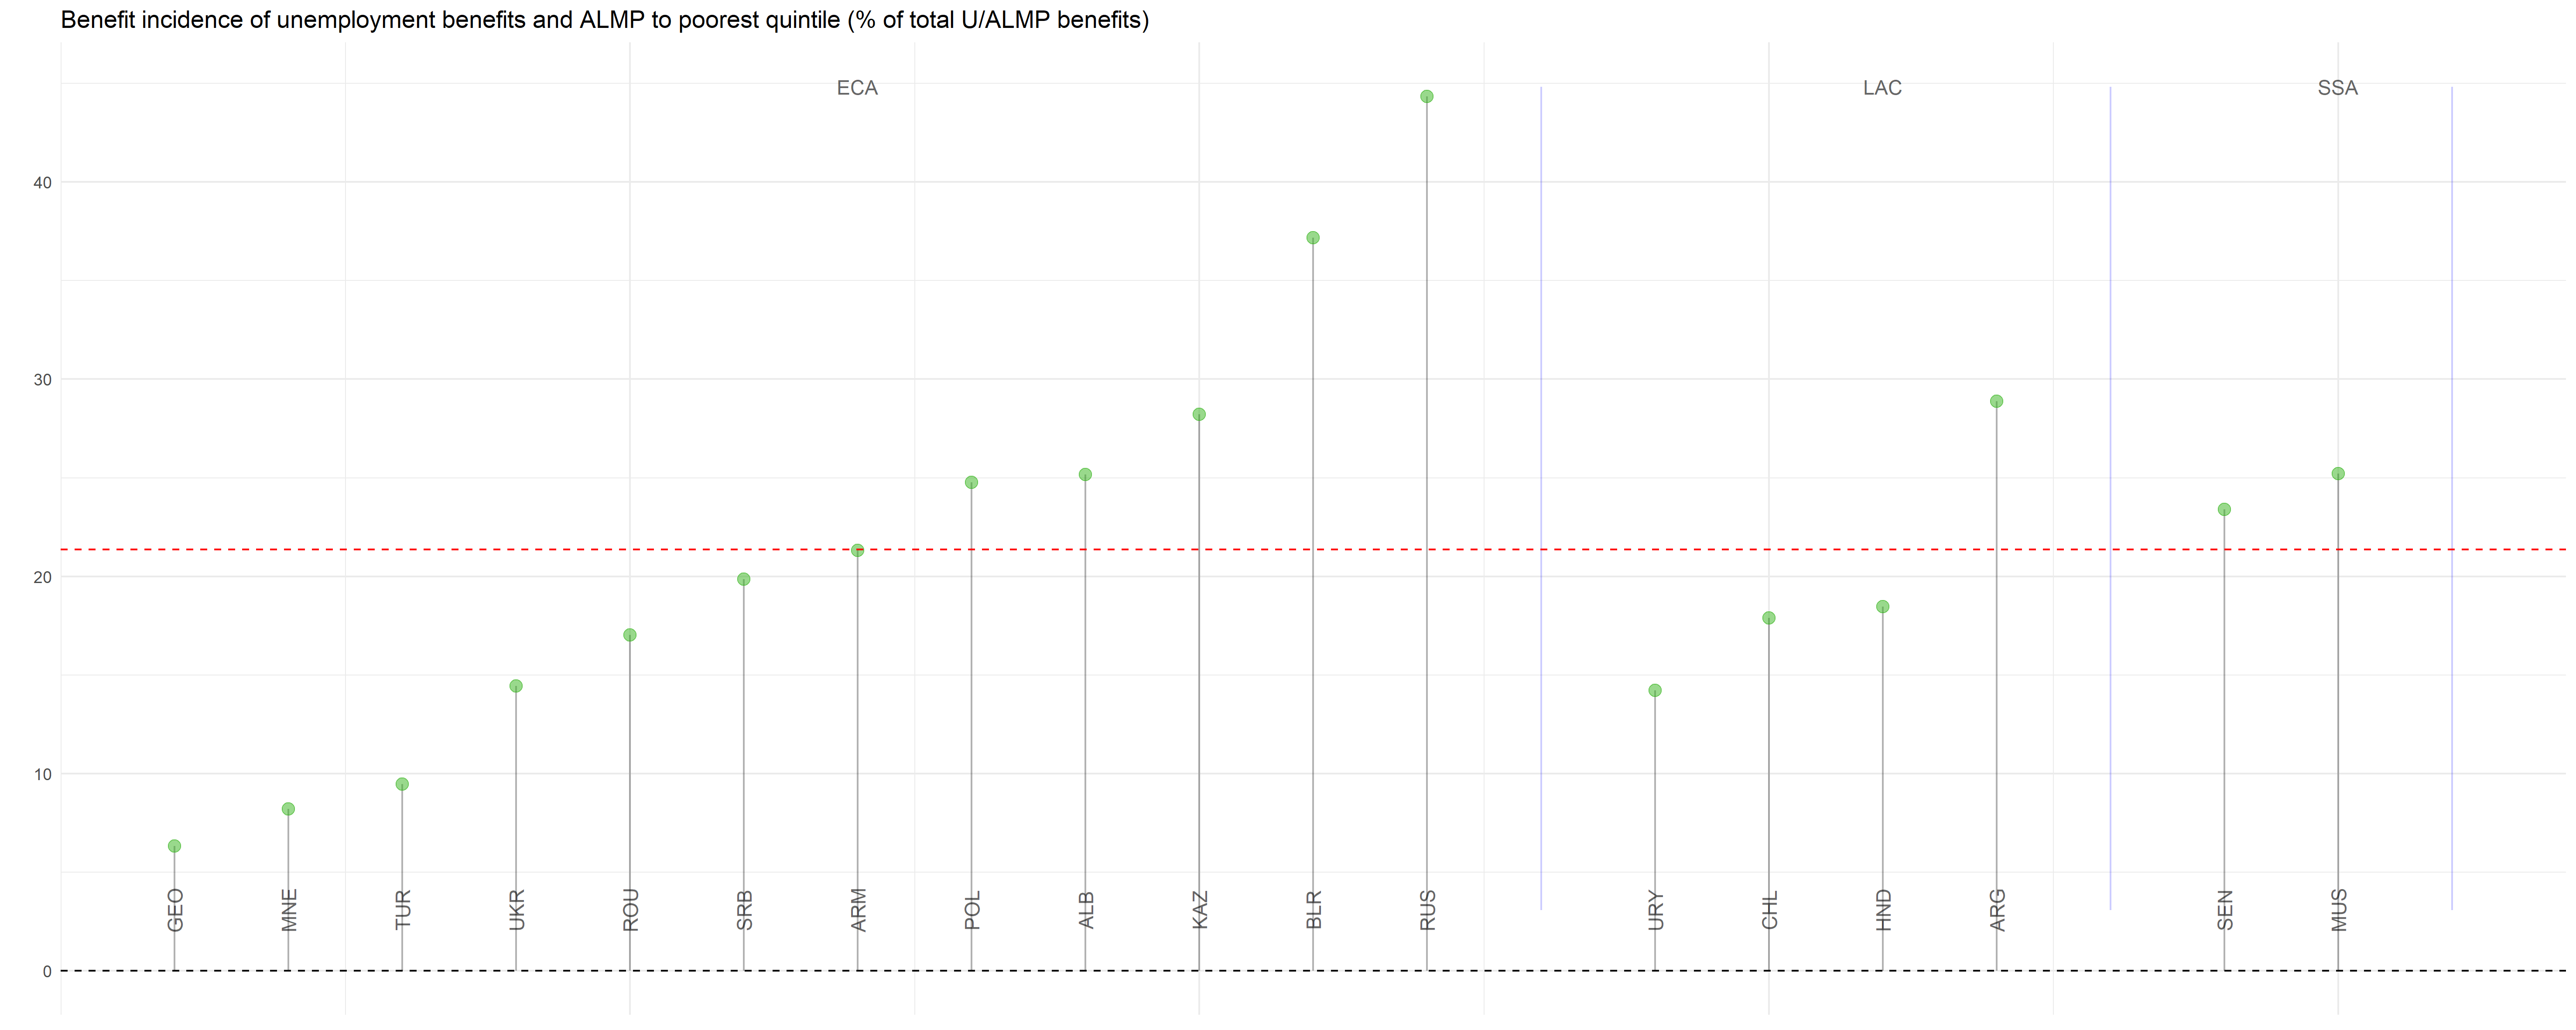 Benefit incidence of unemployment benefits and ALMP to poorest quintile (% of total U/ALMP benefits)
ECA LAC SSA
40
30
20
10
0
GEO MNE TUR UKR ROU SRB ARM POL ALB KAZ BLR RUS URY CHL HND ARG SEN MUS